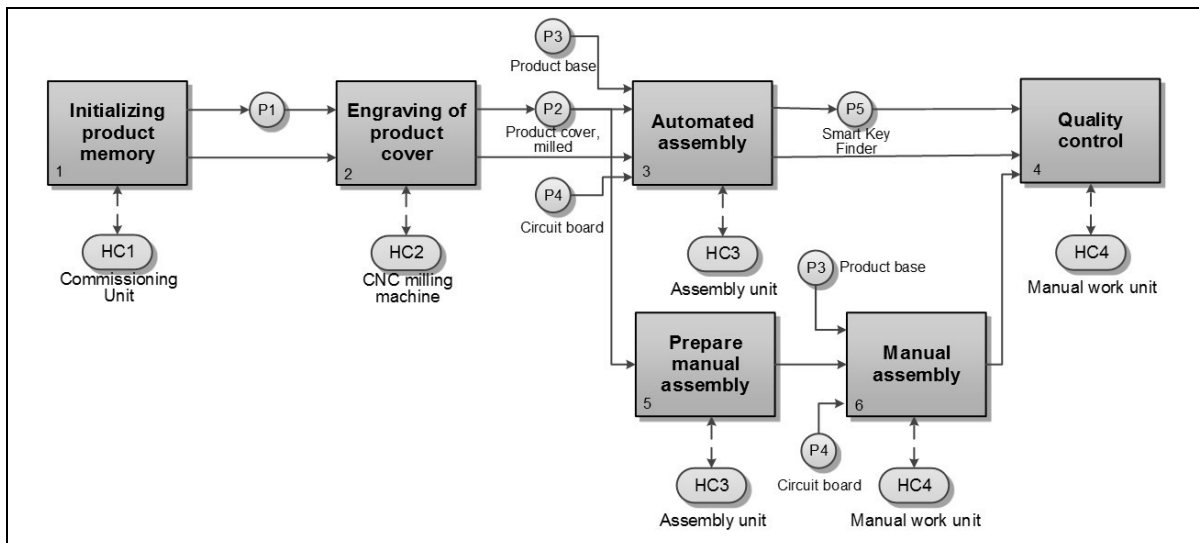 P3
Product base
Initializing
product
memory
1
P1
Engraving of
product
cover
2
P2
Product cover,
milled
P4
Circuit board
Automated
assembly
3
P5
Smart Key
Finder
Quality
control
4
HC1
Commissioning
Unit
HC2
CNC milling
machine
HC3
Assembly unit
P3
Product base
HC4
Manual work unit
Prepare
manual
assembly
5
Manual
assembly
6
P4
Circuit board
HC3
Assembly unit
HC4
Manual work unit